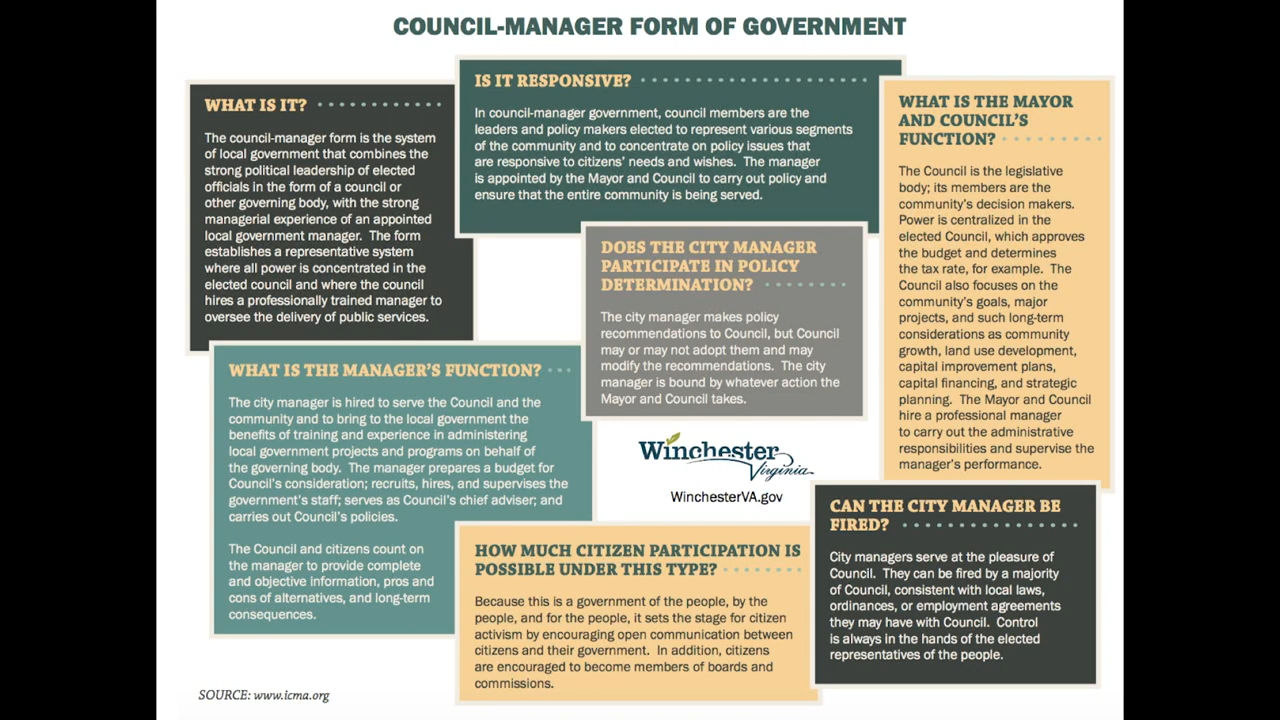 COUNCIL-MANAGER FORM OF GOVERNMENT
WHAT IS IT?
The council-manager form is the system
of local government that combines the
strong political leadership of elected
officials in the form of a council or
other governing body, with the strong
managerial experience of an appointed
local government manager. The form
establishes a representative system
where all power is concentrated in the
elected council and where the council
hires a professionally trained manager to
oversee the delivery of public services.
IS IT RESPONSIVE?
In council-manager government, council members are the
leaders and policy makers elected to represent various segments
of the community and to concentrate on policy issues that
are responsive to citizens' needs and wishes. The manager
is appointed by the Mayor and Council to carry out policy and
ensure that the entire community is being served.
WHAT IS THE MAYOR
AND COUNCIL'S
FUNCTION?
The Council is the legislative
body; its members are the
community's decision makers.
Power is centralized in the
elected Council, which approves
the budget and determines
the tax rate, for example. The
Council also focuses on the
community's goals, major
projects, and such long-term
considerations as community
growth, land use development,
capital improvement plans,
capital financing, and strategic
planning. The Mayor and Council
hire a professional manager
to carry out the administrative
responsibilities and supervise the
manager's performance.
DOES THE CITY MANAGER
PARTICIPATE IN POLICY
DETERMINATION?
The city manager makes policy
recommendations to Council, but Council
may or may not adopt them and may
modify the recommendations. The city
manager is bound by whatever action the
Mayor and Council takes.
WHAT IS THE MANAGER'S FUNCTION?
The city manager is hired to serve the Council and the
community and to bring to the local government the
benefits of training and experience in administering
local government projects and programs on behalf of
the governing body. The manager prepares a budget for
Council's consideration; recruits, hires, and supervises the
government's staff; serves as Council's chief adviser; and
carries out Council's policies.
The Council and citizens count on
the manager to provide complete
and objective information, pros and
cons of alternatives, and long-term
consequences.
Winchester
Virginia
WinchesterVA.gov
HOW MUCH CITIZEN PARTICIPATION IS
POSSIBLE UNDER THIS TYPE?
Because this is a government of the people, by the
people, and for the people, it sets the stage for citizen
activism by encouraging open communication between
citizens and their government. In addition, citizens
are encouraged to become members of boards and
commissions.
CAN THE CITY MANAGER BE
FIRED?
City managers serve at the pleasure of
Council. They can be fired by a majority
of Council, consistent with local laws,
ordinances, or employment agreements
they may have with Council. Control
is always in the hands of the elected
representatives of the people.
SOURCE: www.icma.org